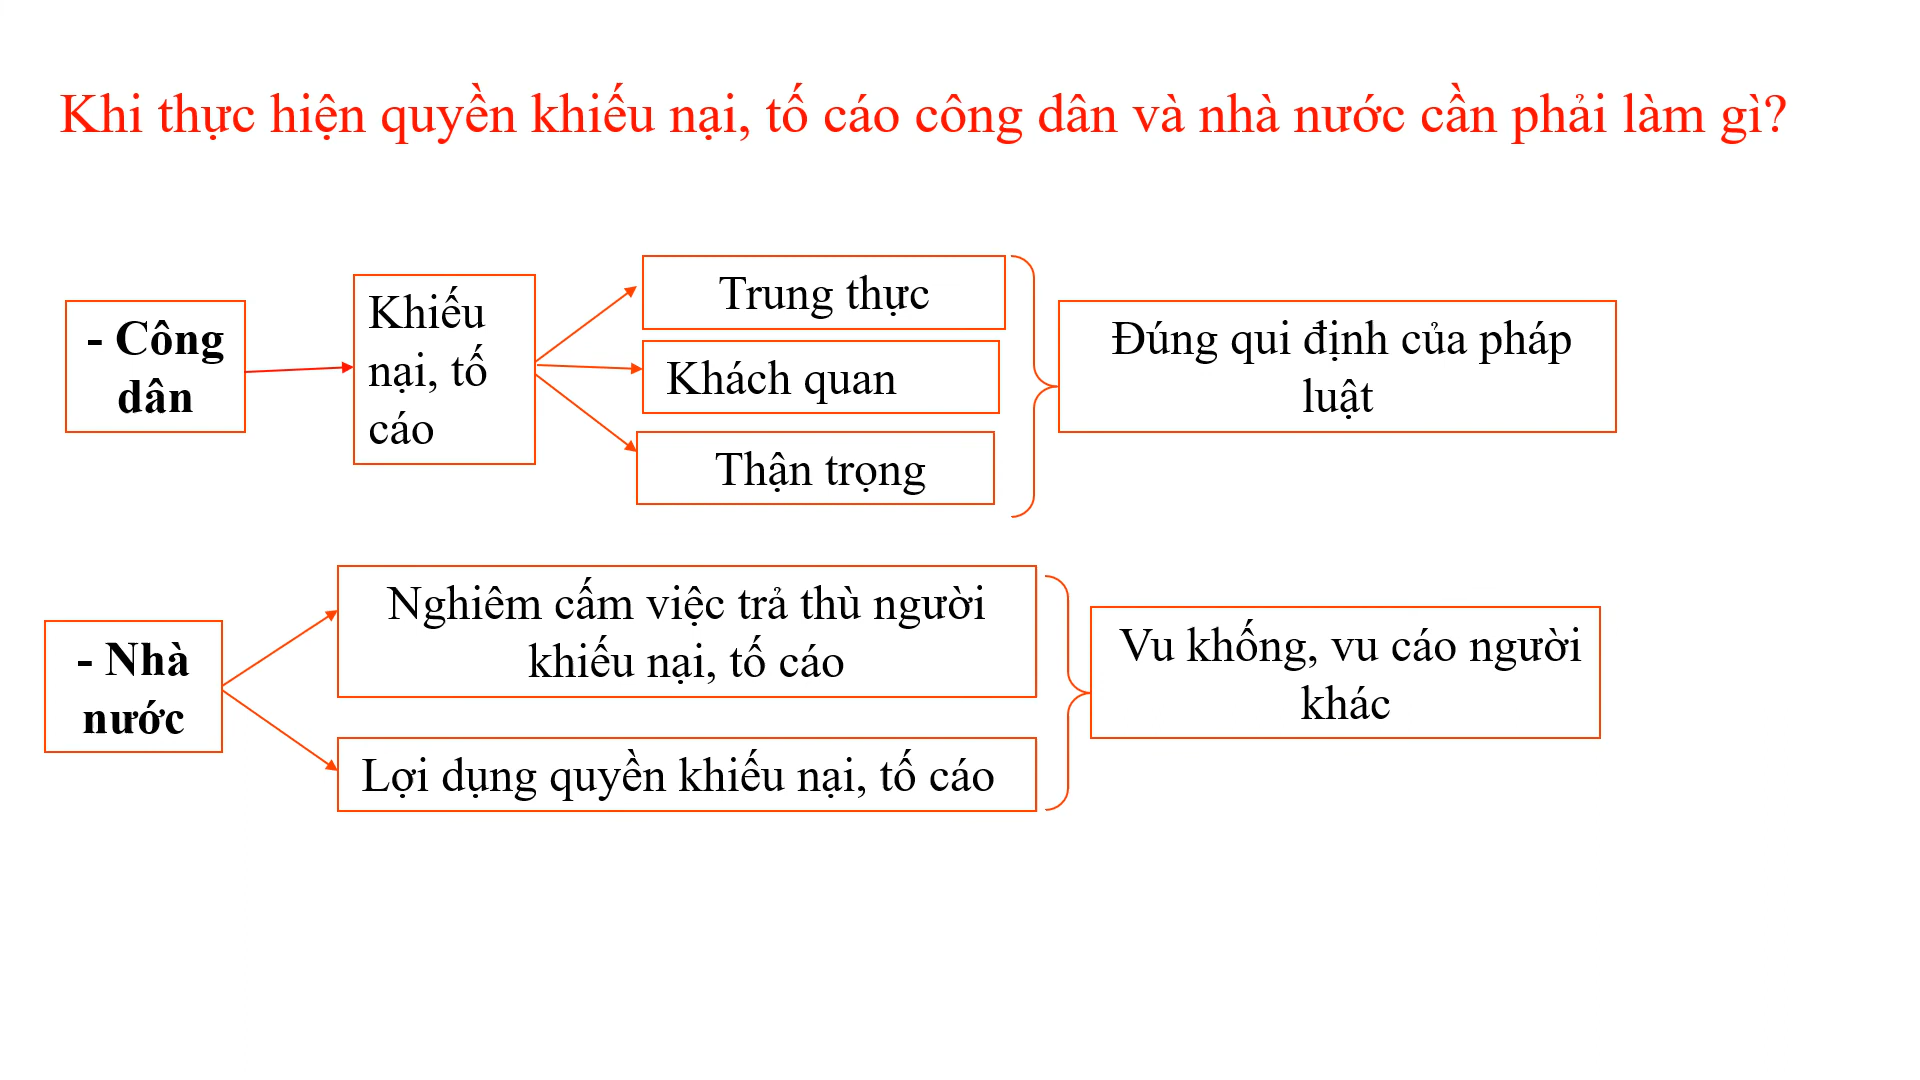 Khi thực hiện quyền khiếu nại, tố cáo công dân và nhà nước cần phải làm gì?
- Công
dân
Khiếu
nại, tố
cáo
Trung thực
Khách quan
Thận trọng
Đúng qui định của pháp
luật
- Nhà
nước
Nghiêm cấm việc trả thù người
khiếu nại, tố cáo
Lợi dụng quyền khiếu nại, tố cáo
Vu khống, vu cáo người
khác